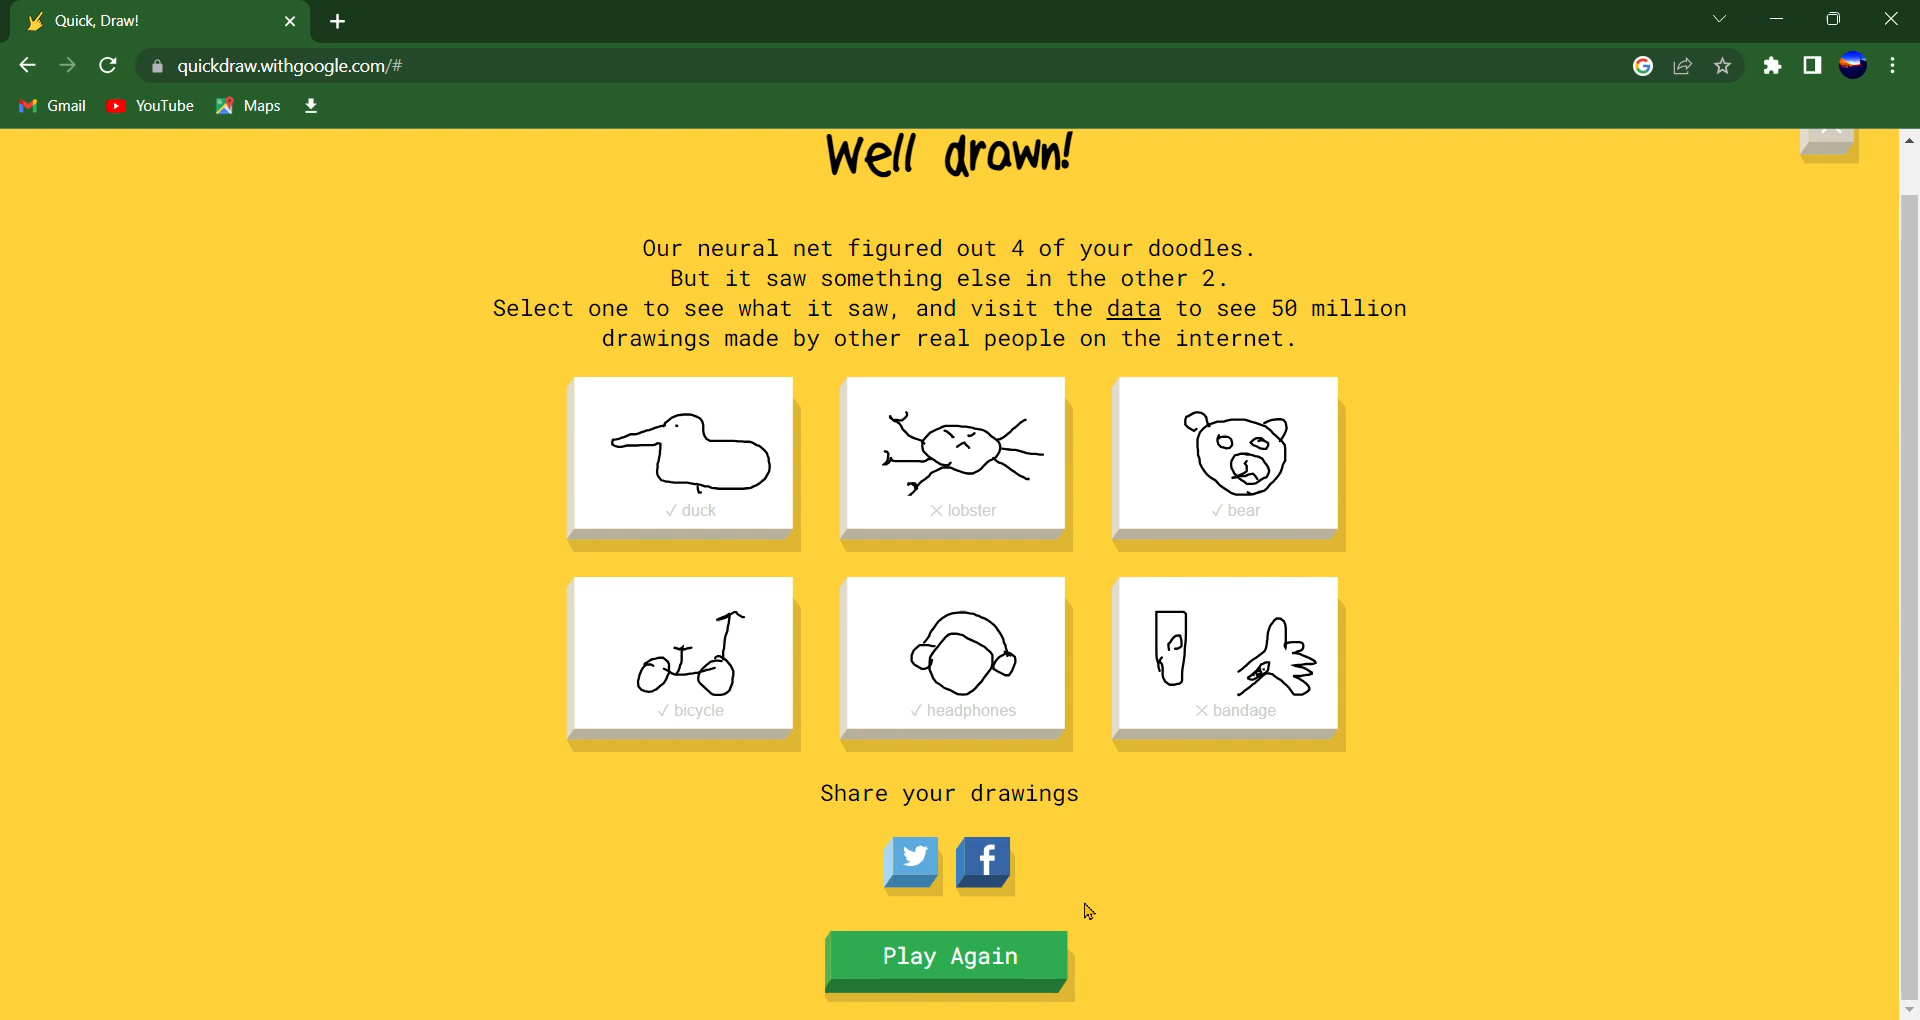 Quick, Draw!
quickdraw.withgoogle.com/#
Gmail YouTube Maps
Well drawn!
Our neural net figured out 4 of your doodles.
But it saw something else in the other 2.
Select one to see what it saw, and visit the data to see 50 million
drawings made by other real people on the internet.
✓ duck
✕ lobster
✓ bear
✓ bicycle
✓ headphones
✕ bandage
Share your drawings
Play Again